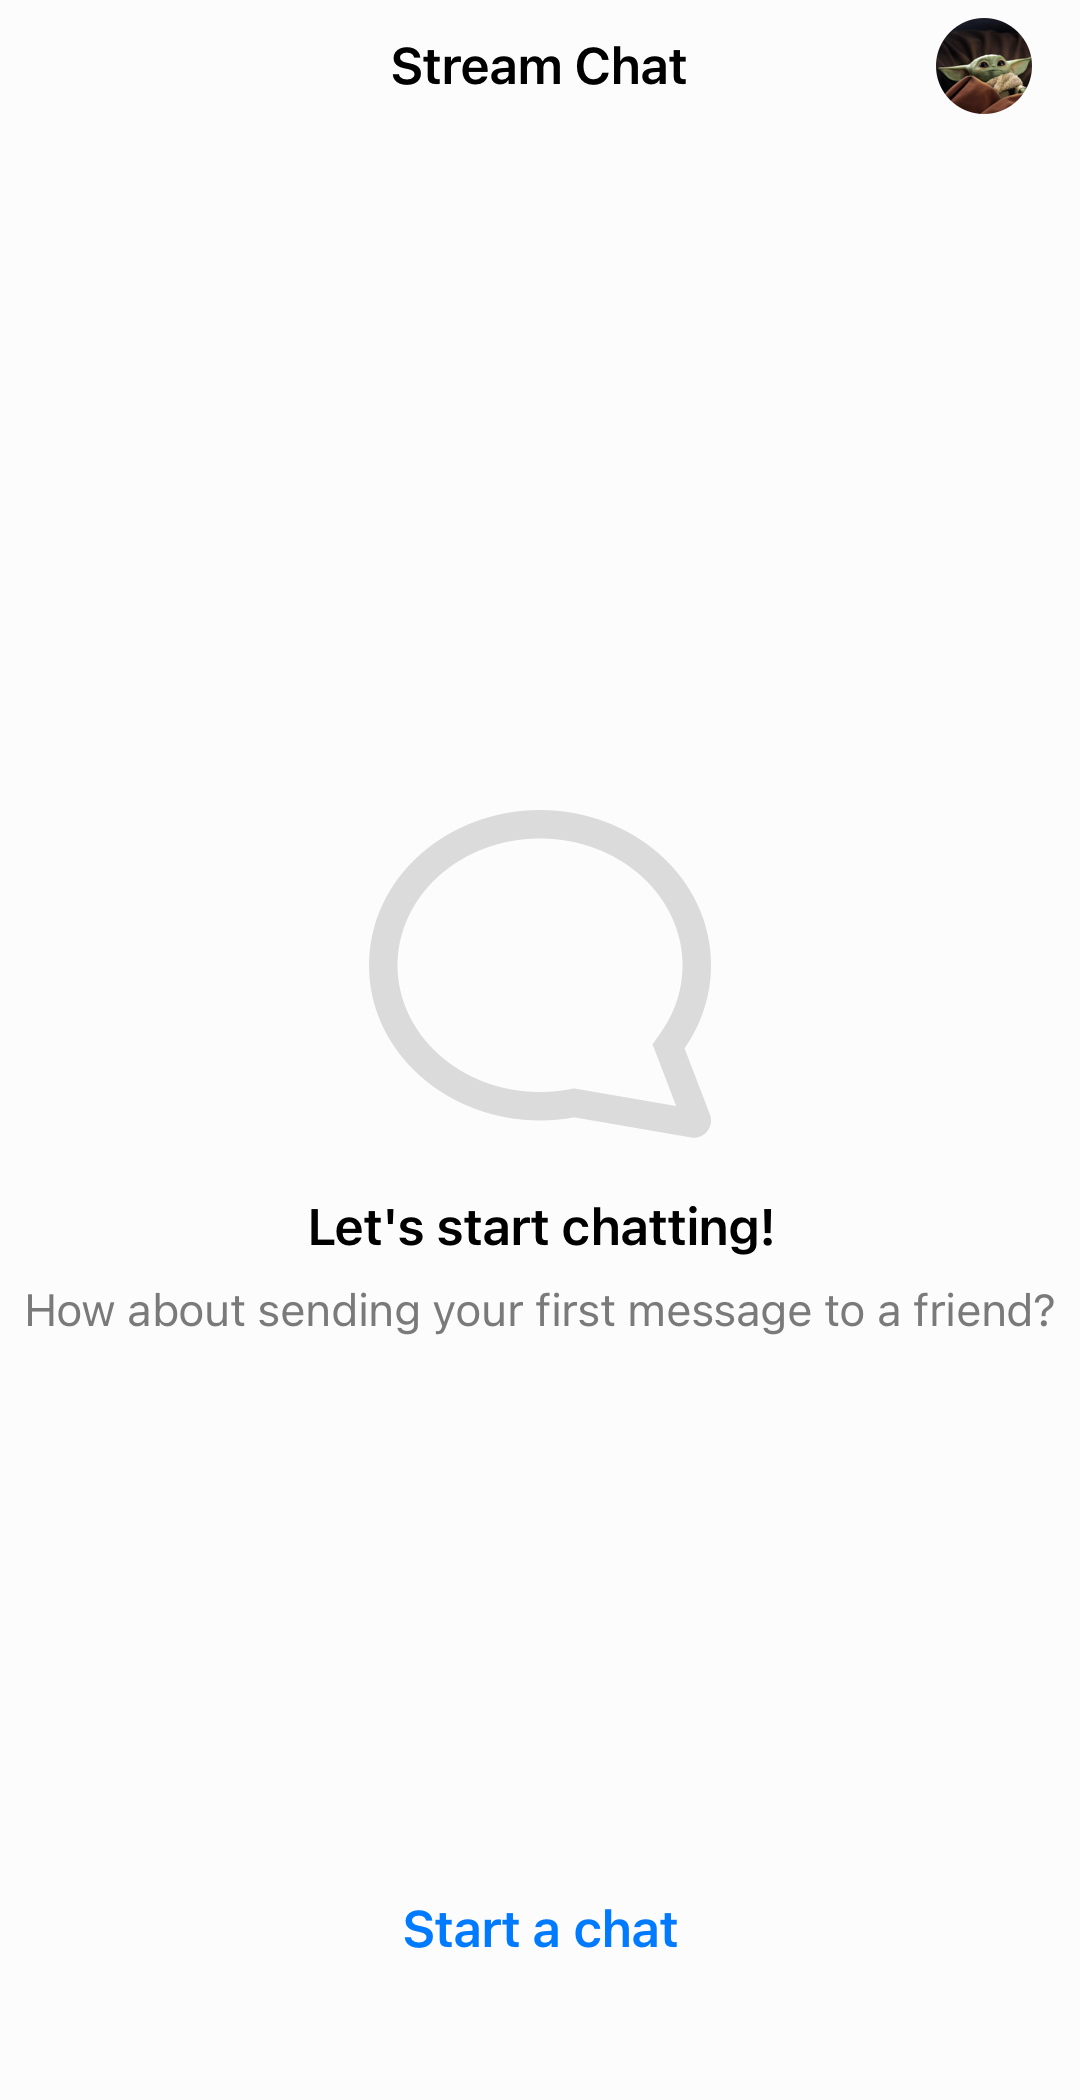 Stream Chat
Let's start chatting!
How about sending your first message to a friend?
Start a chat